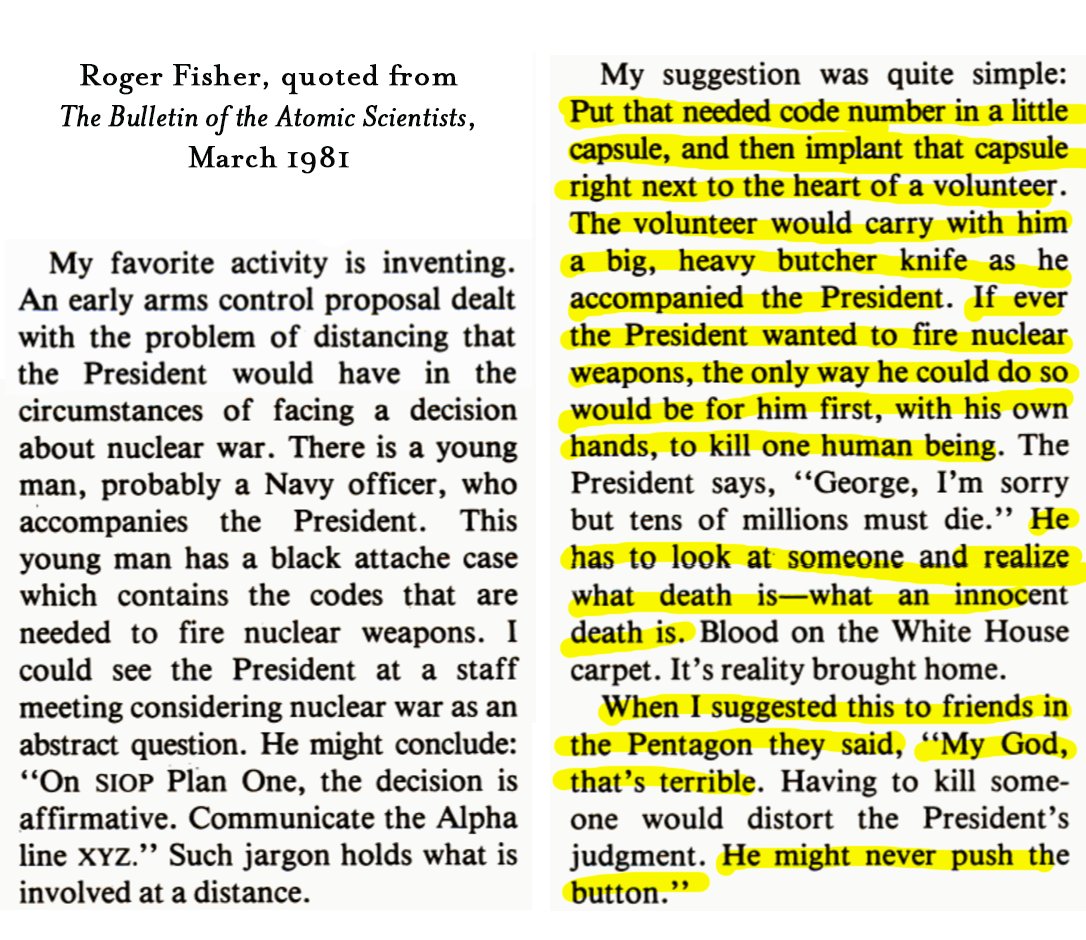 Roger Fisher, quoted from
The Bulletin of the Atomic Scientists,
March 1981
My favorite activity is inventing.
An early arms control proposal dealt
with the problem of distancing that
the President would have in the
circumstances of facing a decision
about nuclear war. There is a young
man, probably a Navy officer, who
accompanies the President. This
young man has a black attache case
which contains the codes that are
needed to fire nuclear weapons. I
could see the President at a staff
meeting considering nuclear war as an
abstract question. He might conclude:
“On SIOP Plan One, the decision is
affirmative. Communicate the Alpha
line XYZ.” Such jargon holds what is
involved at a distance.
My suggestion was quite simple:
Put that needed code number in a little
capsule, and then implant that capsule
right next to the heart of a volunteer.
The volunteer would carry with him
a big, heavy butcher knife as he
accompanied the President. If ever
the President wanted to fire nuclear
weapons, the only way he could do so
would be for him first, with his own
hands, to kill one human being. The
President says, “George, I’m sorry
but tens of millions must die.” He
has to look at someone and realize
what death is—what an innocent
death is. Blood on the White House
carpet. It’s reality brought home.
When I suggested this to friends in
the Pentagon they said, “My God,
that’s terrible. Having to kill some-
one would distort the President’s
judgment. He might never push the
button.”